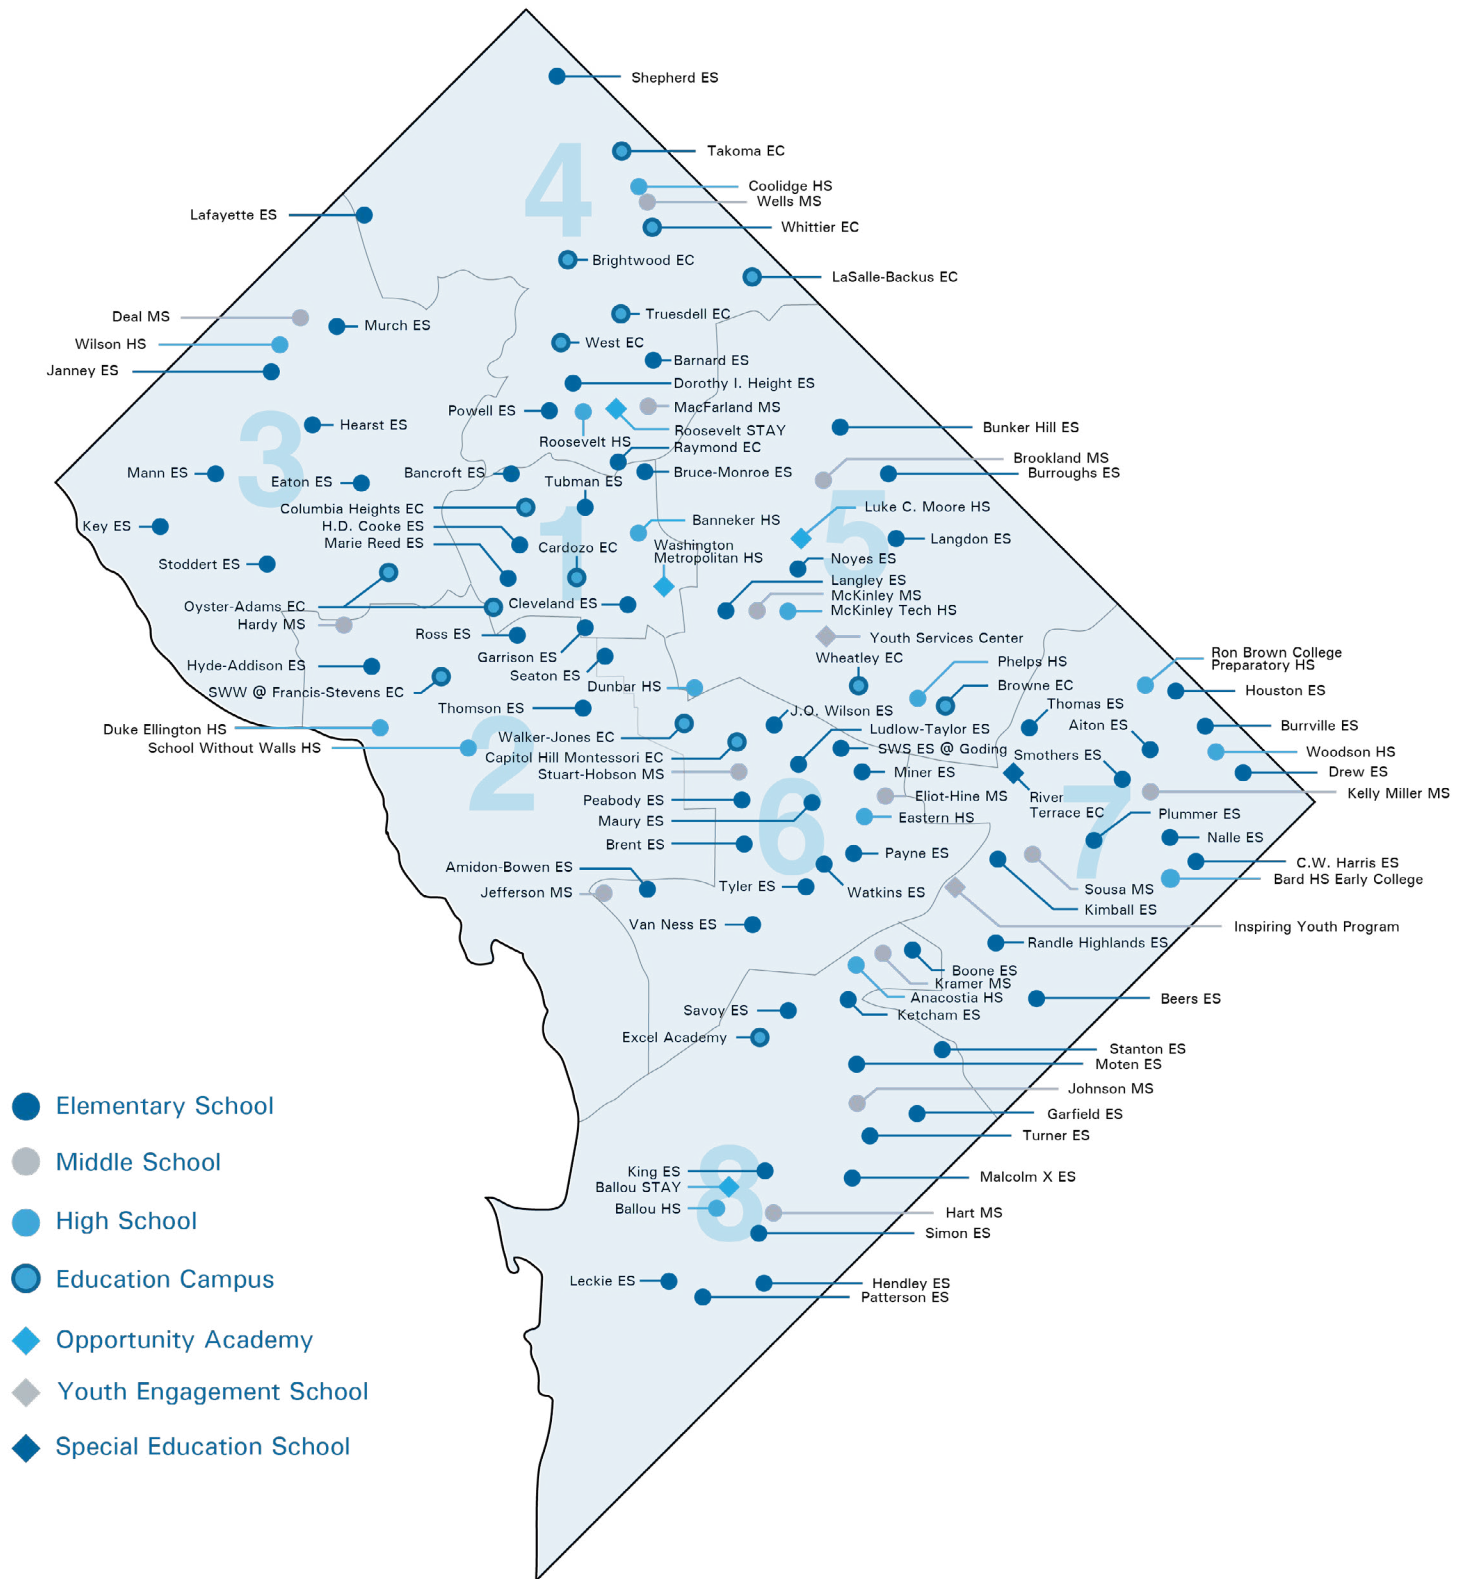 Shepherd ES
4
Takoma EC
Coolidge HS
Wells MS
Lafayette ES
Whittier EC
Brightwood EC
LaSalle-Backus EC
Deal MS
Truesdell EC
Murch ES
Wilson HS
West EC
Barnard ES
Janney ES
Dorothy I. Height ES
Powell ES
MacFarland MS
3
Hearst ES
Roosevelt STAY
Bunker Hill ES
Roosevelt HS
Raymond EC
Brookland MS
Mann ES
Eaton ES
Bancroft ES
Tubman ES
Bruce-Monroe ES
Burroughs ES
5
Columbia Heights EC
Luke C. Moore HS
Key ES
H.D. Cooke ES
Banneker HS
1
Marie Reed ES
Cardozo EC
Washington
Metropolitan HS
Langdon ES
Stoddert ES
Noyes ES
Langley ES
McKinley MS
Oyster-Adams EC
Cleveland ES
McKinley Tech HS
Hardy MS
Ross ES
Youth Services Center
Garrison ES
Wheatley EC
Ron Brown College
Preparatory HS
Hyde-Addison ES
Seaton ES
Phelps HS
SWW @ Francis-Stevens EC
Dunbar HS
Browne EC
Houston ES
Thomson ES
J.O. Wilson ES
Thomas ES
Duke Ellington HS
2
Walker-Jones EC
Ludlow-Taylor ES
Aiton ES
Burrville ES
School Without Walls HS
Capitol Hill Montessori EC
SWS ES @ Goding
Smothers ES
Woodson HS
Stuart-Hobson MS
Miner ES
Drew ES
Peabody ES
6
Eliot-Hine MS
River
Terrace EC
7
Kelly Miller MS
Maury ES
Eastern HS
Plummer ES
Brent ES
Nalle ES
Payne ES
Amidon-Bowen ES
C.W. Harris ES
Jefferson MS
Tyler ES
Watkins ES
Sousa MS
Bard HS Early College
Kimball ES
Van Ness ES
Inspiring Youth Program
Randle Highlands ES
Boone ES
Kramer MS
Savoy ES
Anacostia HS
Beers ES
Ketcham ES
Excel Academy
Stanton ES
Moten ES
Johnson MS
Garfield ES
Turner ES
King ES
8
Malcolm X ES
Ballou STAY
Ballou HS
Hart MS
Simon ES
Leckie ES
Hendley ES
Patterson ES
Elementary School
Middle School
High School
Education Campus
Opportunity Academy
Youth Engagement School
Special Education School